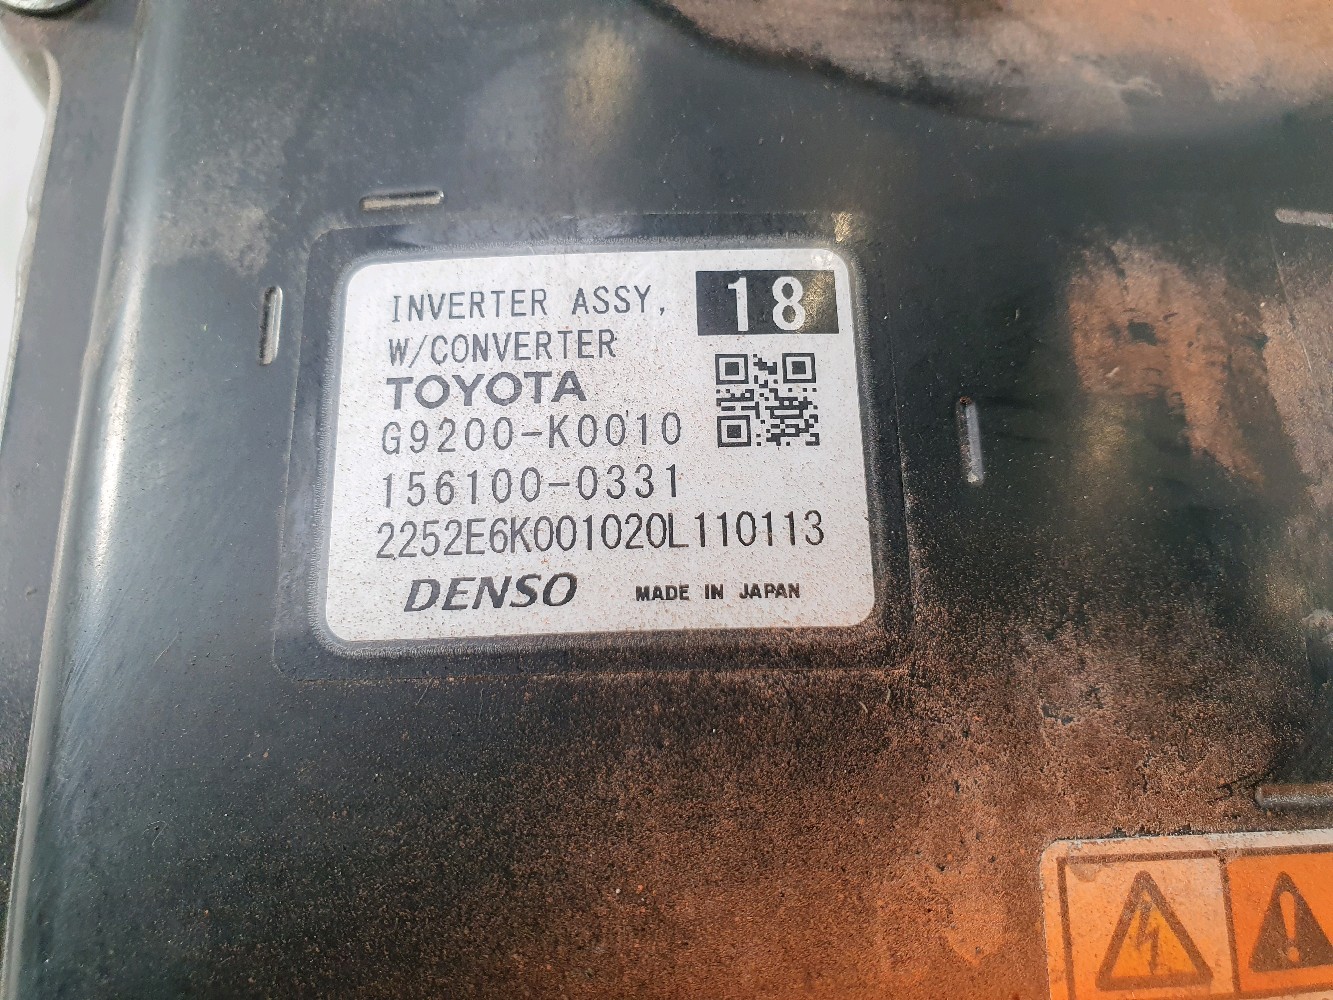 INVERTER ASSY,
18
W/CONVERTER
TOYOTA
G9200-K0010
156100-0331
2252E6K001020L110113
DENSO MADE IN JAPAN